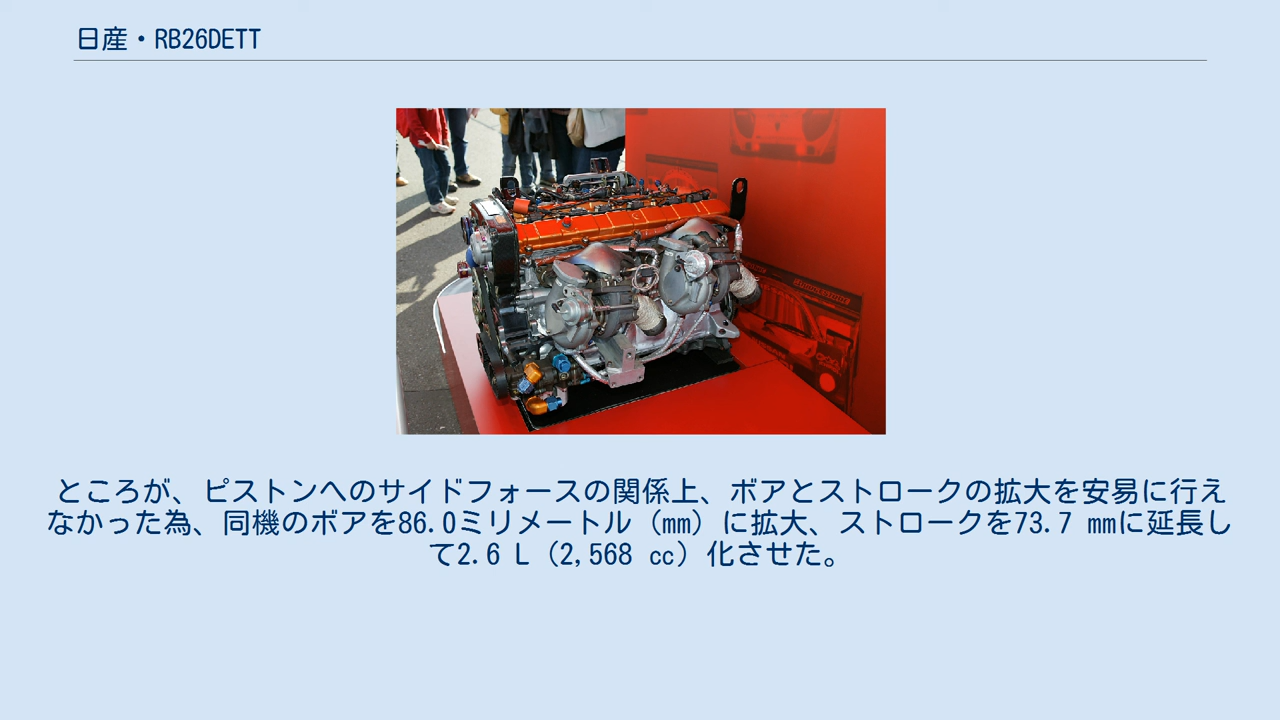 日産・RB26DETT
ところが、ピストンへのサイドフォースの関係上、ボアとストロークの拡大を安易に行え
なかった為、同機のボアを86.0ミリメートル（mm）に拡大、ストロークを73.7 mmに延長し
て2.6 L（2,568 cc）化させた。